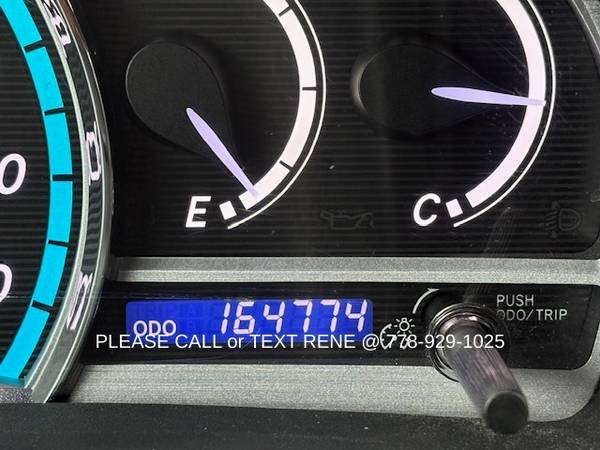 E
C
ODO 164774
PUSH
ODO/TRIP
PLEASE CALL or TEXT RENE @ 778-929-1025